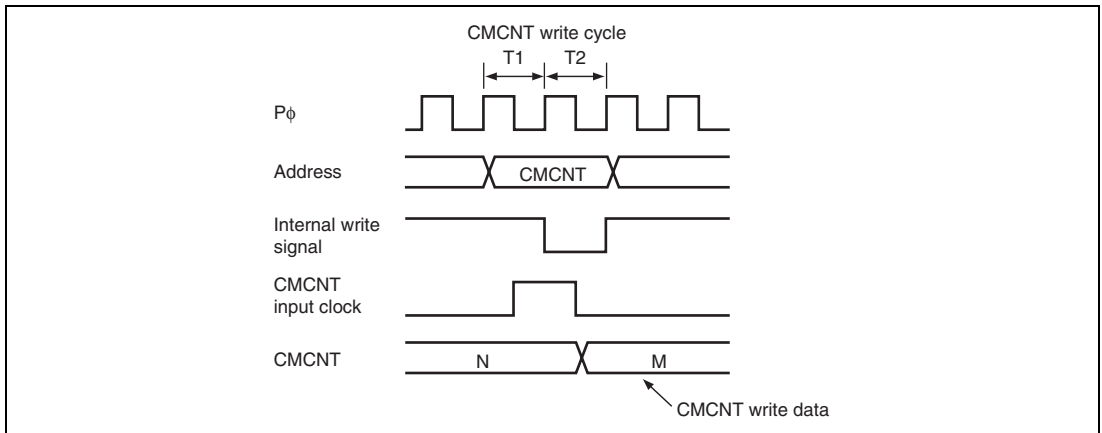 CMCNT write cycle
T1 T2
Pϕ
Address
CMCNT
Internal write
signal
CMCNT
input clock
CMCNT
N M
CMCNT write data